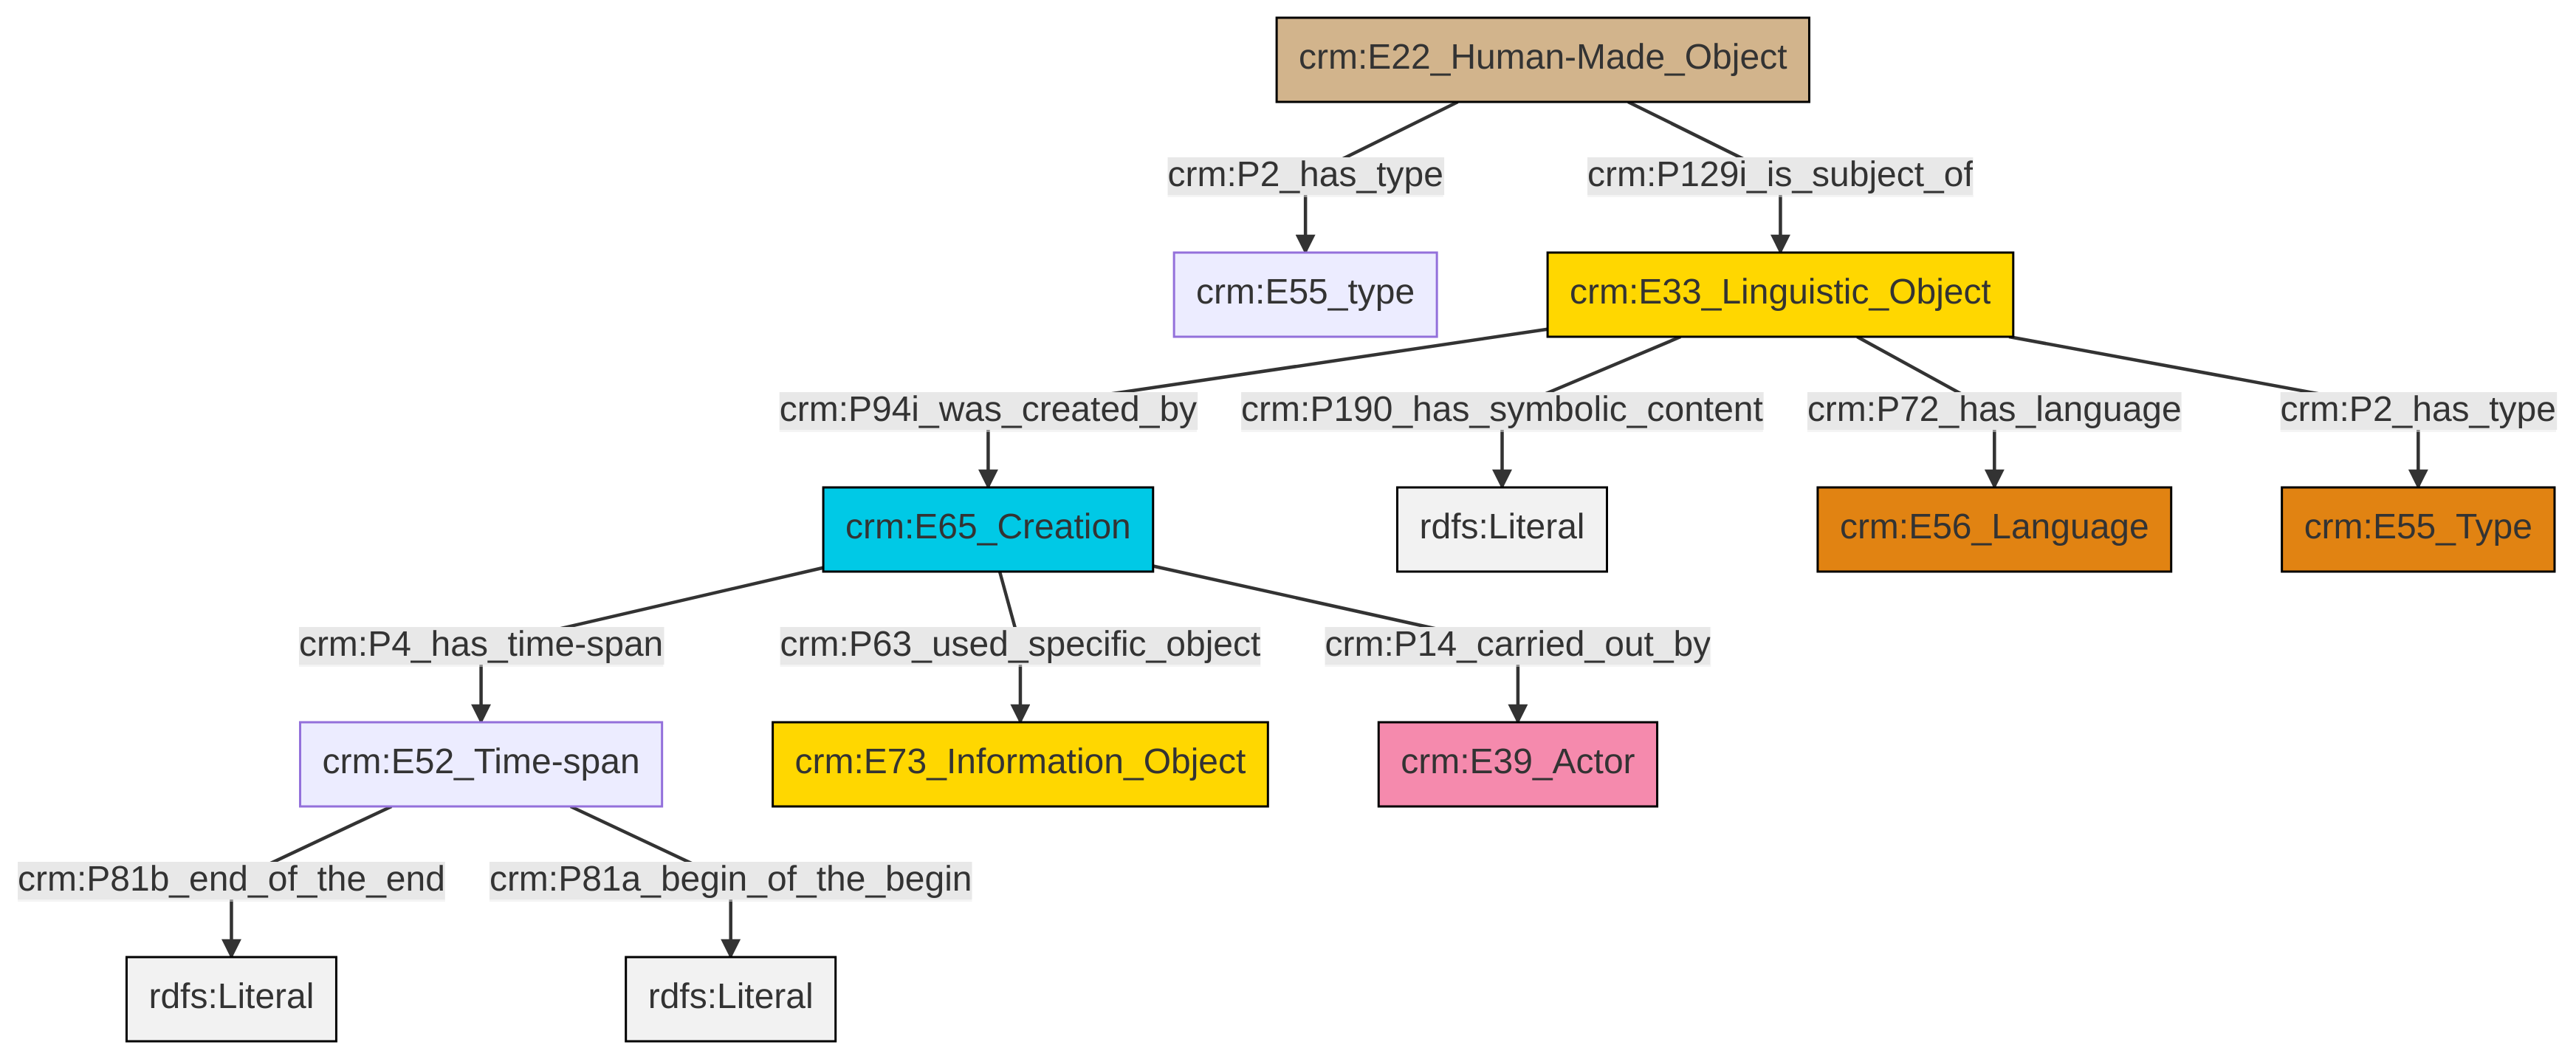 crm:E22_Human-Made_Object
crm:P2_has_type
crm:P129i_is_subject_of
crm:E55_type
crm:E33_Linguistic_Object
crm:P94i_was_created_by
crm:P190_has_symbolic_content
crm:P72_has_language
crm:P2_has_type
crm:E65_Creation
rdfs:Literal
crm:E56_Language
crm:E55_Type
crm:P4_has_time-span
crm:P63_used_specific_object
crm:P14_carried_out_by
crm:E52_Time-span
crm:E73_Information_Object
crm:E39_Actor
crm:P81b_end_of_the_end
crm:P81a_begin_of_the_begin
rdfs:Literal
rdfs:Literal